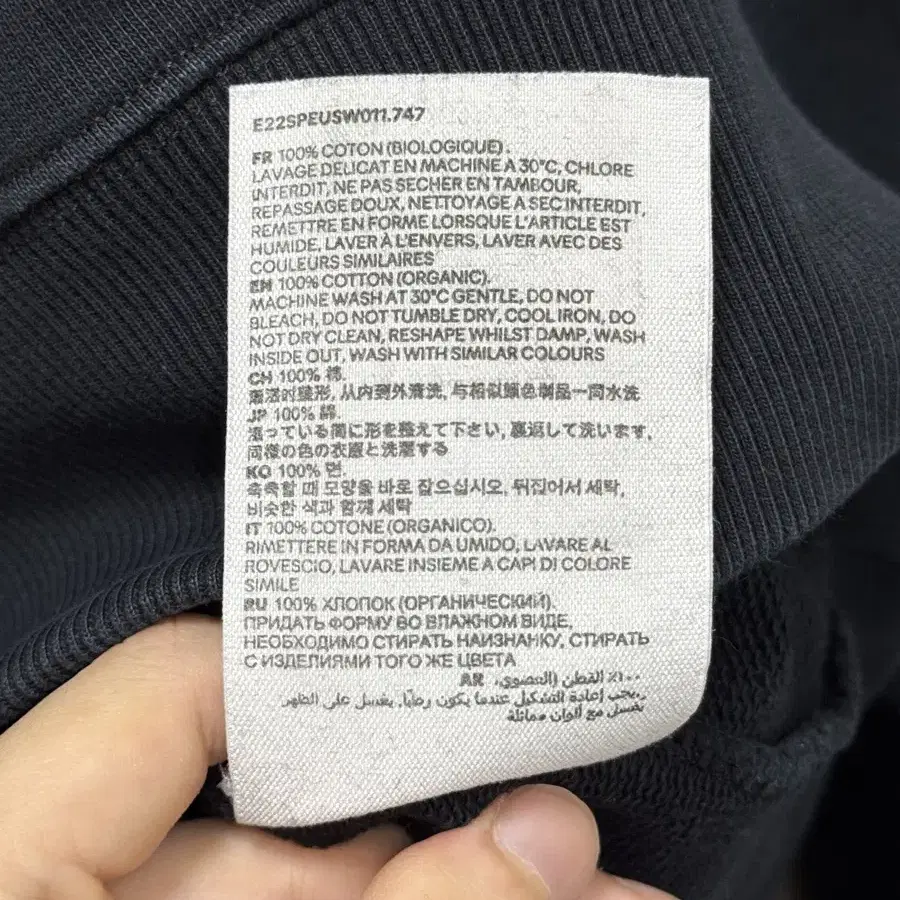 E22SPEUSW011.747
FR 100% COTON (BIOLOGIQUE).
LAVAGE DELICAT EN MACHINE A 30°C, CHLORE
INTERDIT, NE PAS SECHER EN TAMBOUR,
REPASSAGE DOUX, NETTOYAGE A SEC INTERDIT,
REMETTRE EN FORME LORSQUE L'ARTICLE EST
HUMIDE, LAVER À L'ENVERS, LAVER AVEC DES
COULEURS SIMILAIRES
EN 100% COTTON (ORGANIC).
MACHINE WASH AT 30°C GENTLE, DO NOT
BLEACH, DO NOT TUMBLE DRY, COOL IRON, DO
NOT DRY CLEAN, RESHAPE WHILST DAMP, WASH
INSIDE OUT, WASH WITH SIMILAR COLOURS
CH 100% 棉.
整形, 从内到外清洗, 与相似颜色制品一同水洗
JP 100% 綿.
湿っている間に形を整えて下さい, 裏返して洗います,
同様の色の衣服と洗濯する
KO 100% 면.
축축할 때 모양을 바로 잡으십시오, 뒤집어서 세탁,
비슷한 색과 함께 세탁
IT 100% COTONE (ORGANICO).
RIMETTERE IN FORMA DA UMIDO, LAVARE AL
ROVESCIO, LAVARE INSIEME A CAPI DI COLORE
SIMILE
RU 100% ХЛОПОК (ОРГАНИЧЕСКИЙ).
ПРИДАТЬ ФОРМУ ВО ВЛАЖНОМ ВИДЕ,
НЕОБХОДИМО СТИРАТЬ НАИЗНАНКУ, СТИРАТЬ
С ИЗДЕЛИЯМИ ТОГО ЖЕ ЦВЕТА
١٠٠٪ القطن (العضوي، AR
يجب إعادة التشكيل عندما يكون رطبًا, يغسل على الظهر,
يغسل مع ألوان مماثلة